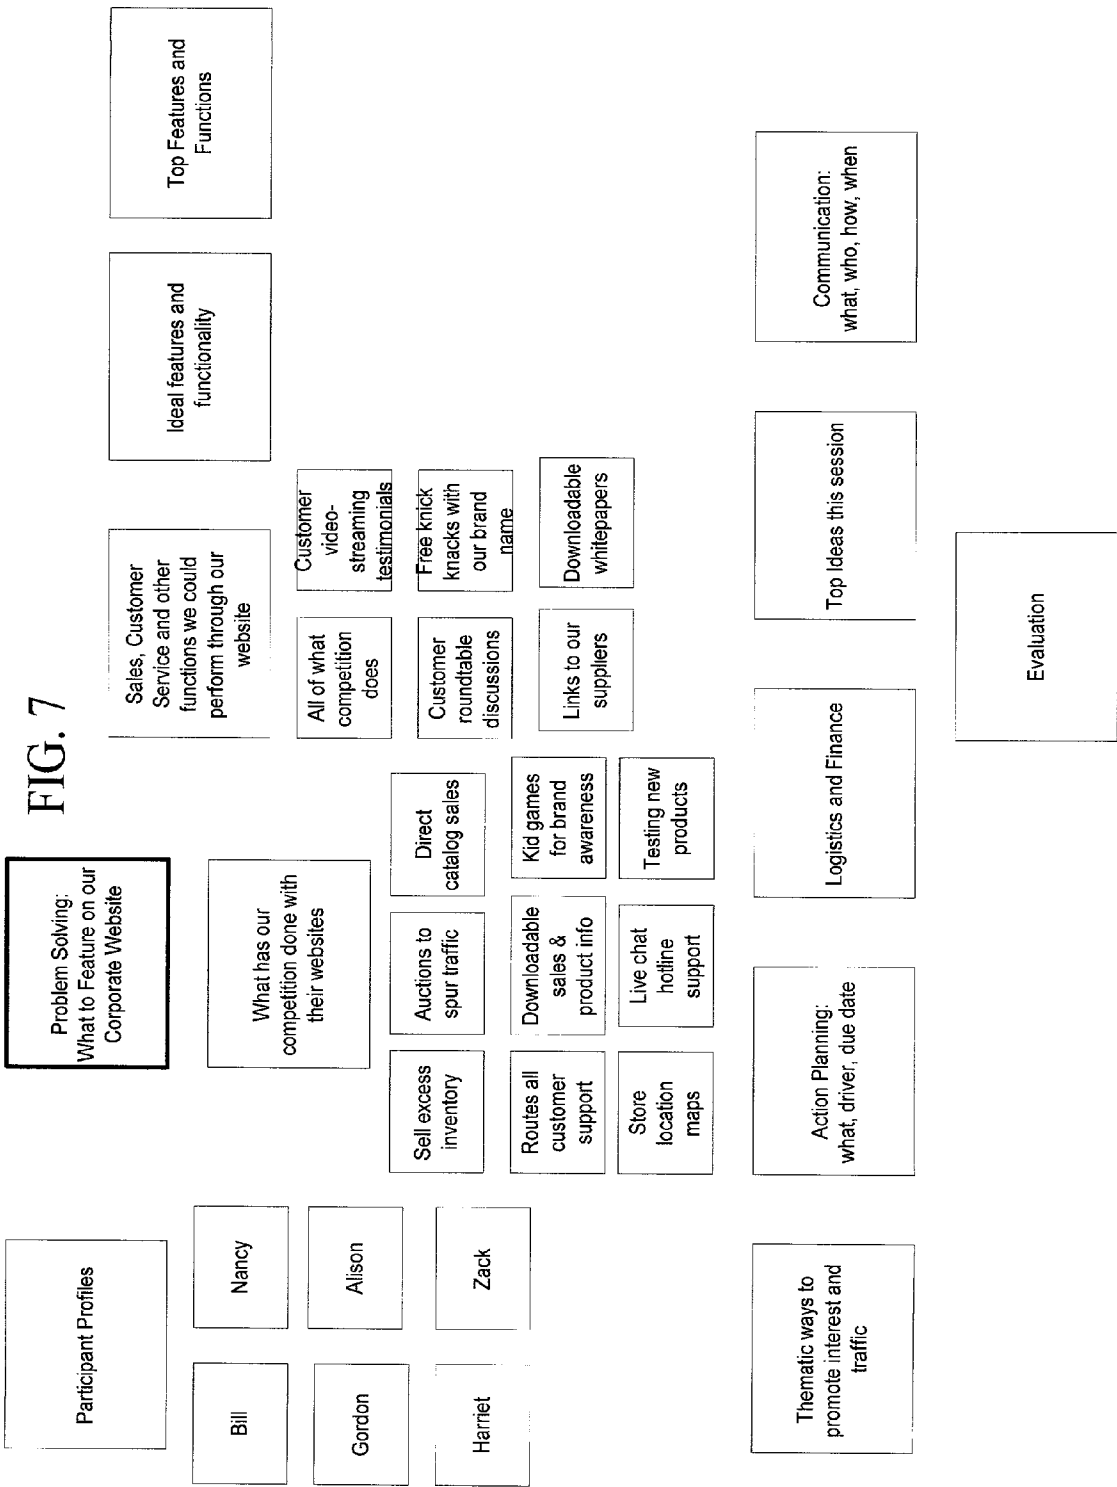 FIG. 7
Participant Profiles
Bill
Nancy
Gordon
Alison
Harriet
Zack
Problem Solving:
What to Feature on our
Corporate Website
What has our
competition done with
their websites
Sell excess
inventory
Auctions to
spur traffic
Direct
catalog sales
Routes all
customer
support
Downloadable
sales &
product info
Kid games
for brand
awareness
Store
location
maps
Live chat
hotline
support
Testing new
products
Sales, Customer
Service and other
functions we could
perform through our
website
All of what
competition
does
Customer
video-
streaming
testimonials
Customer
roundtable
discussions
Free knick
knacks with
our brand
name
Links to our
suppliers
Downloadable
whitepapers
Ideal features and
functionality
Top Features and
Functions
Thematic ways to
promote interest and
traffic
Action Planning:
what, driver, due date
Logistics and Finance
Top Ideas this session
Communication:
what, who, how, when
Evaluation